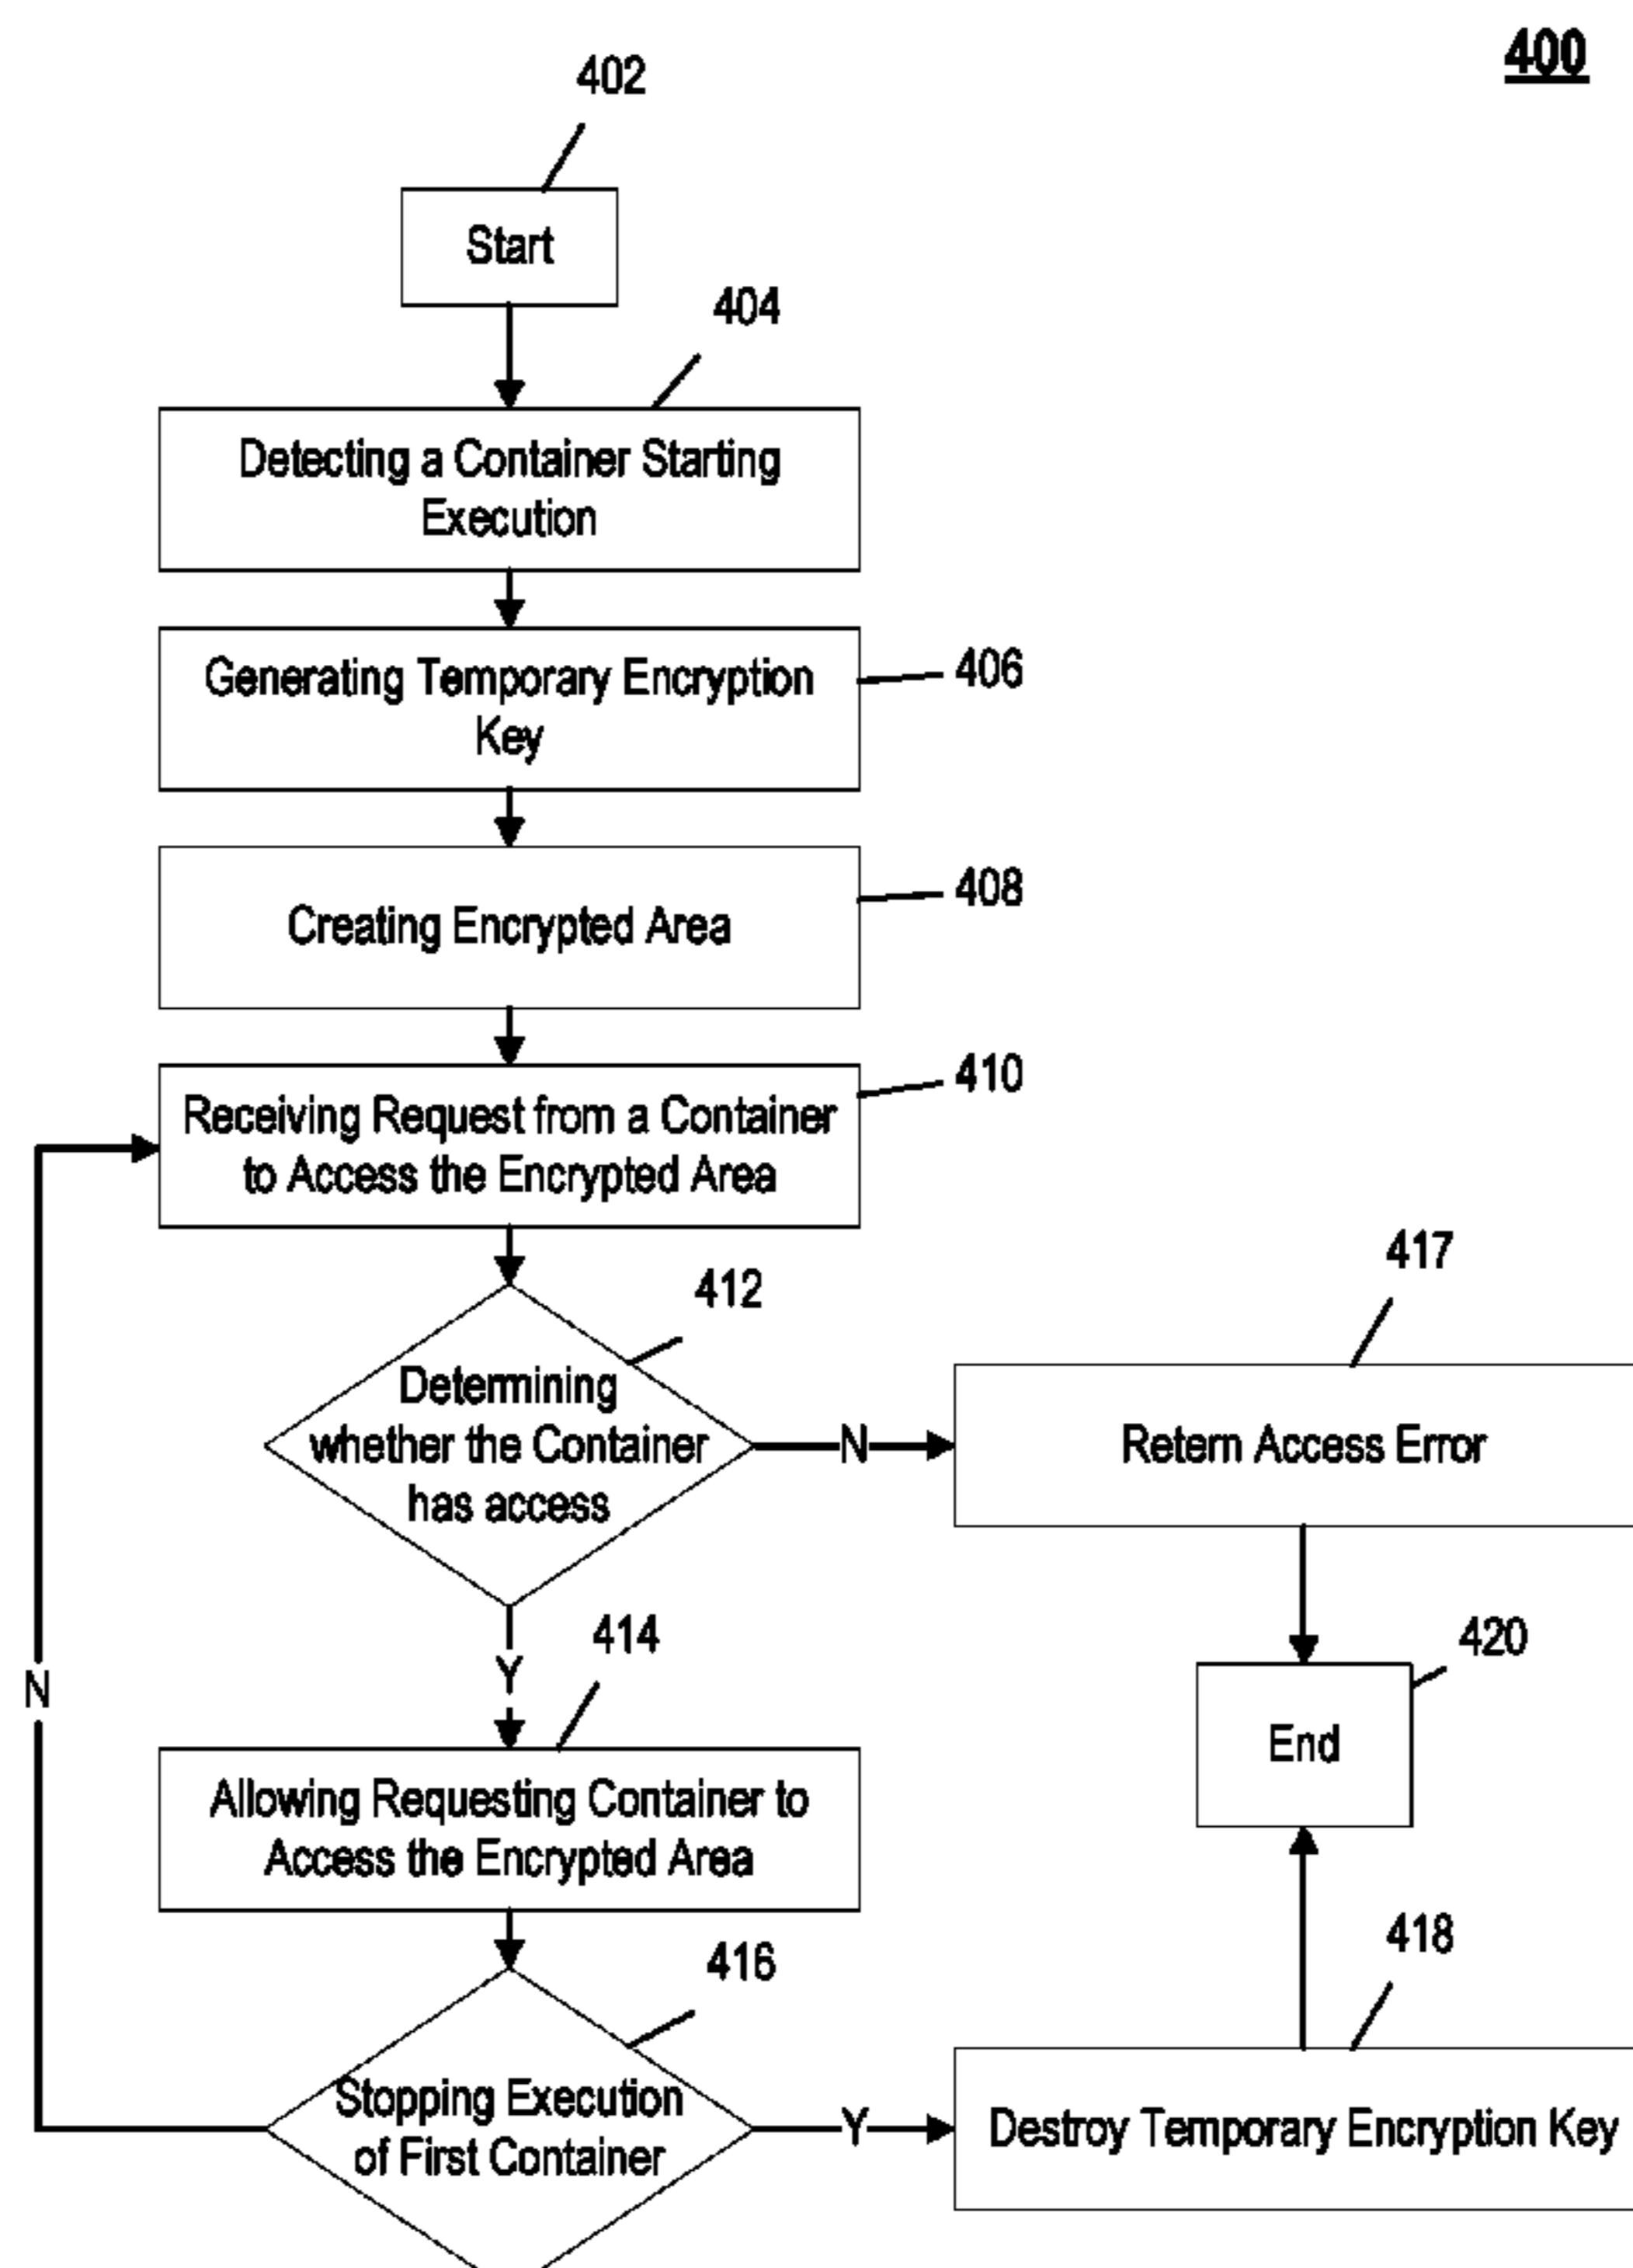 400
402
Start
404
Detecting a Container Starting
Execution
Generating Temporary Encryption
Key
406
Creating Encrypted Area
408
Receiving Request from a Container
to Access the Encrypted Area
410
412
Determining
whether the Container
has access
N
417
Retern Access Error
Y
N
414
Allowing Requesting Container to
Access the Encrypted Area
420
End
416
Stopping Execution
of First Container
Y
418
Destroy Temporary Encryption Key